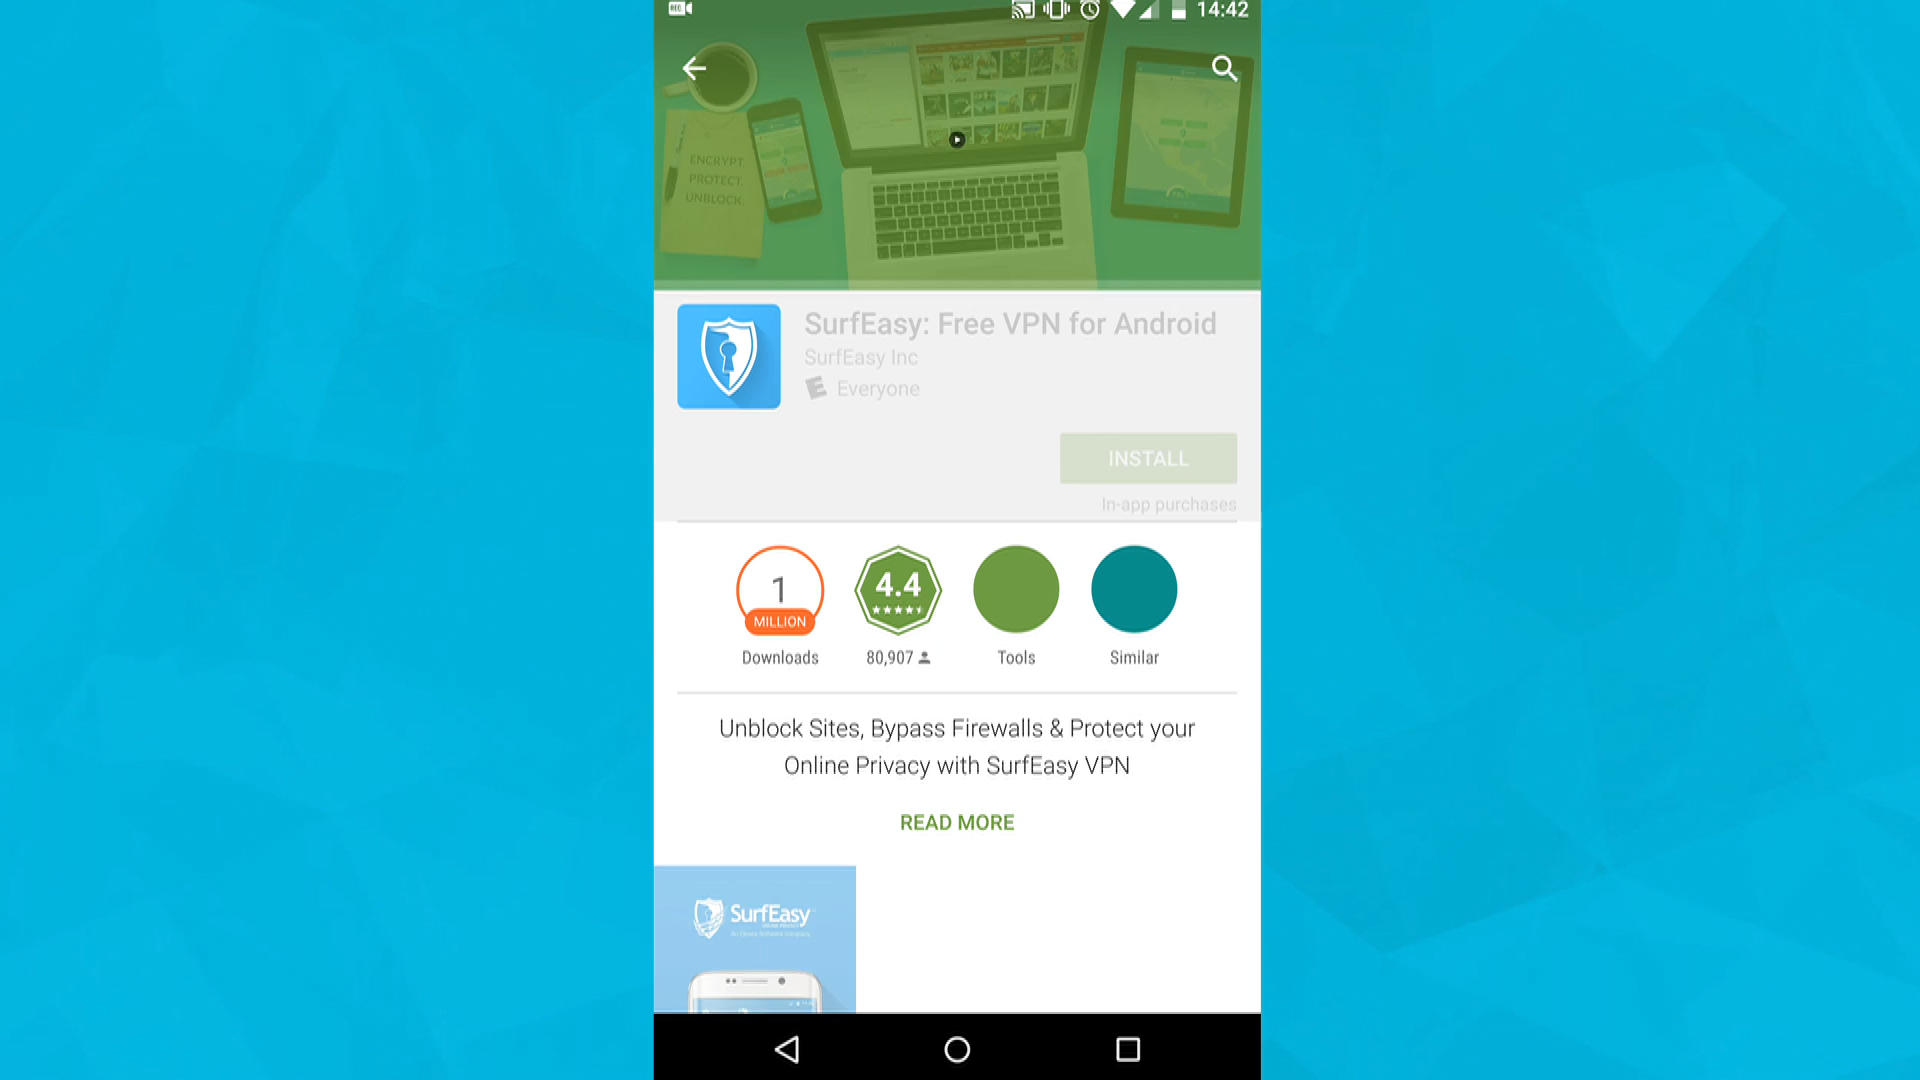 REC
14:42
ENCRYPT.
PROTECT.
UNBLOCK.
SurfEasy: Free VPN for Android
SurfEasy Inc
E Everyone
INSTALL
In-app purchases
1
MILLION
Downloads
4.4
80,907
Tools
Similar
Unblock Sites, Bypass Firewalls & Protect your
Online Privacy with SurfEasy VPN
READ MORE
SurfEasy